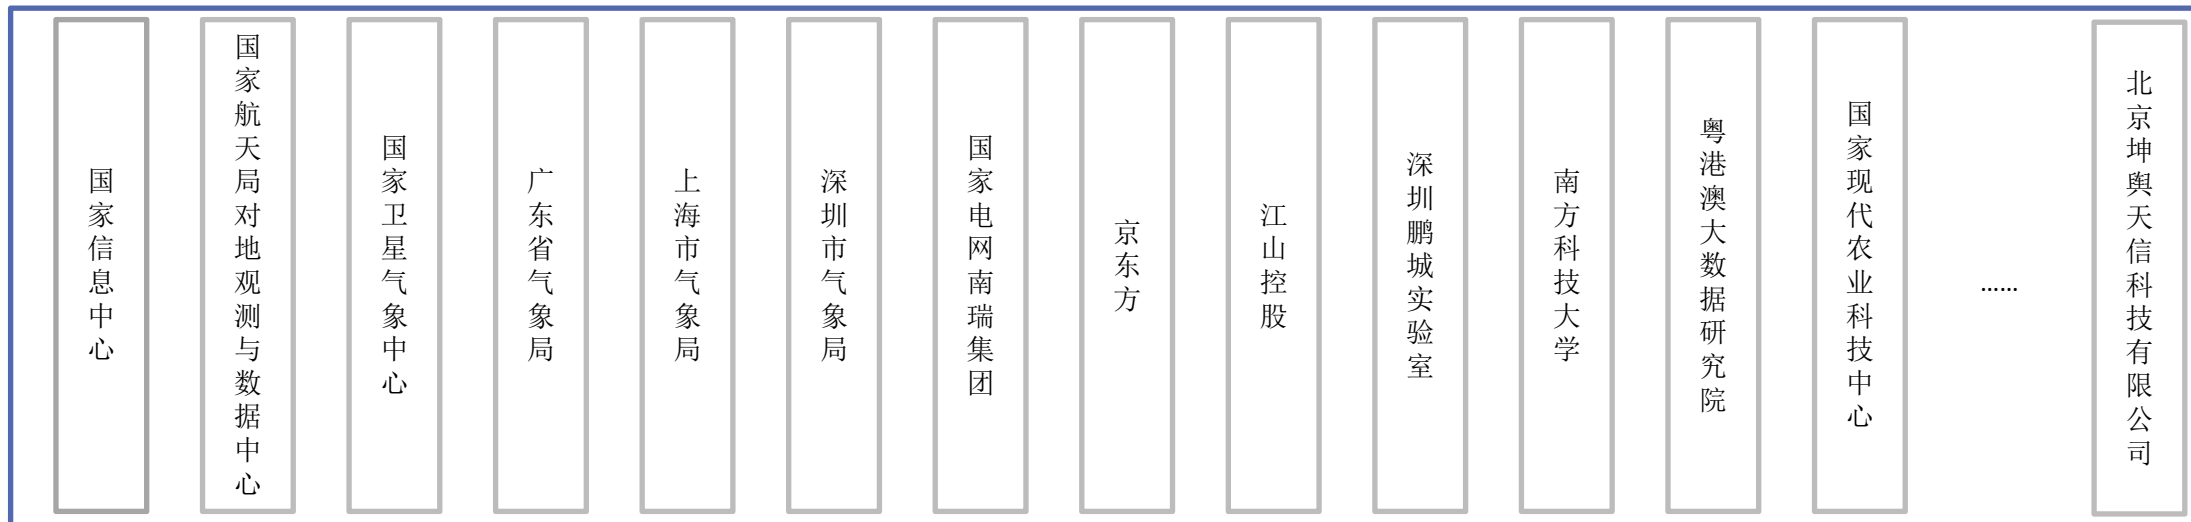 国家信息中心
国家航天局对地观测与数据中心
国家卫星气象中心
广东省气象局
上海市气象局
深圳市气象局
国家电网南瑞集团
京东方
江山控股
深圳鹏城实验室
南方科技大学
粤港澳大数据研究院
国家现代农业科技中心
......
北京坤舆天信科技有限公司